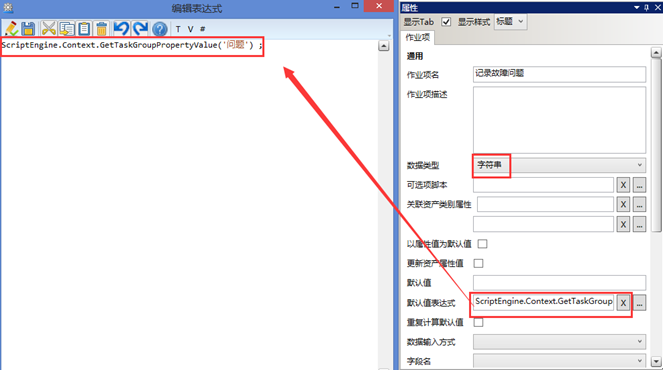 编辑表达式
T V #
ScriptEngine.Context.GetTaskGroupPropertyValue('问题') ;
属性
显示Tab 显示样式 标题
作业项
通用
作业项名 记录故障问题
作业项描述
数据类型 字符串
可选项脚本 X ...
关联资产类别属性 X ...
X ...
以属性值为默认值
更新资产属性值
默认值
默认值表达式 ScriptEngine.Context.GetTaskGroup X ...
重复计算默认值
数据输入方式
字段名